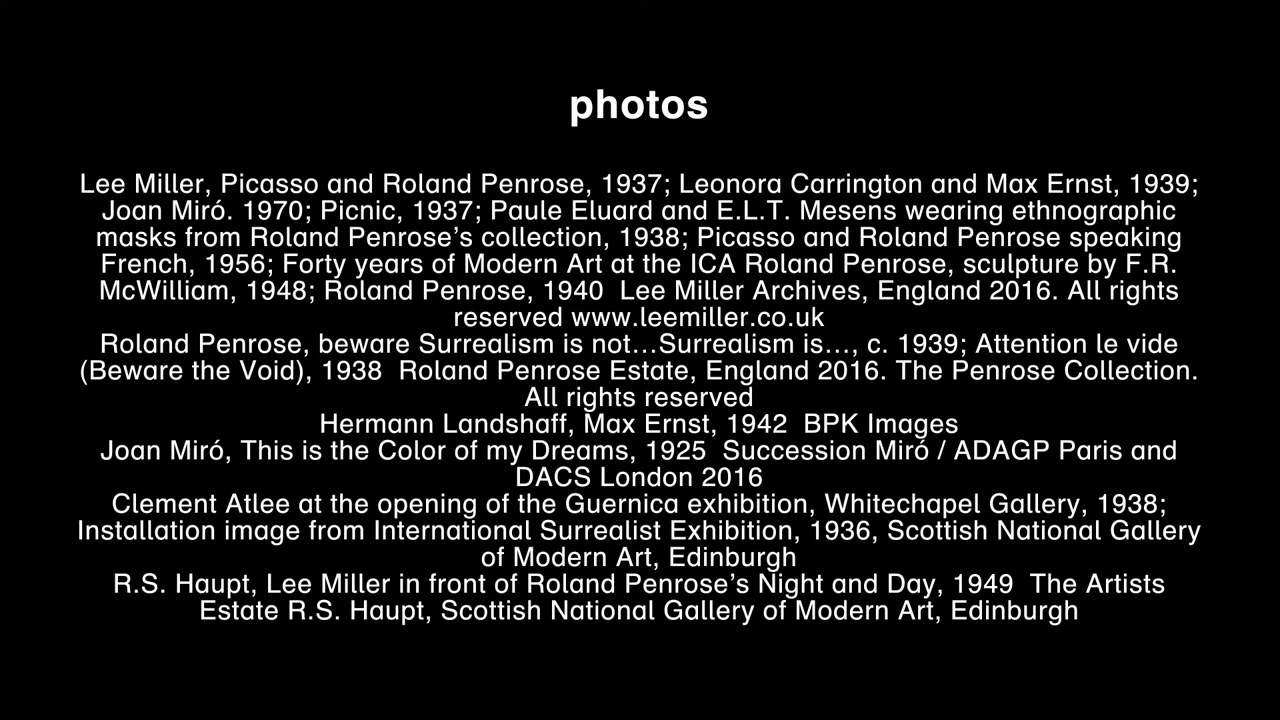 photos
Lee Miller, Picasso and Roland Penrose, 1937; Leonora Carrington and Max Ernst, 1939;
Joan Miró. 1970; Picnic, 1937; Paule Eluard and E.L.T. Mesens wearing ethnographic
masks from Roland Penrose’s collection, 1938; Picasso and Roland Penrose speaking
French, 1956; Forty years of Modern Art at the ICA Roland Penrose, sculpture by F.R.
McWilliam, 1948; Roland Penrose, 1940  Lee Miller Archives, England 2016. All rights
reserved www.leemiller.co.uk
Roland Penrose, beware Surrealism is not...Surrealism is..., c. 1939; Attention le vide
(Beware the Void), 1938  Roland Penrose Estate, England 2016. The Penrose Collection.
All rights reserved
Hermann Landshaff, Max Ernst, 1942  BPK Images
Joan Miró, This is the Color of my Dreams, 1925  Succession Miró / ADAGP Paris and
DACS London 2016
Clement Atlee at the opening of the Guernica exhibition, Whitechapel Gallery, 1938;
Installation image from International Surrealist Exhibition, 1936, Scottish National Gallery
of Modern Art, Edinburgh
R.S. Haupt, Lee Miller in front of Roland Penrose’s Night and Day, 1949  The Artists
Estate R.S. Haupt, Scottish National Gallery of Modern Art, Edinburgh